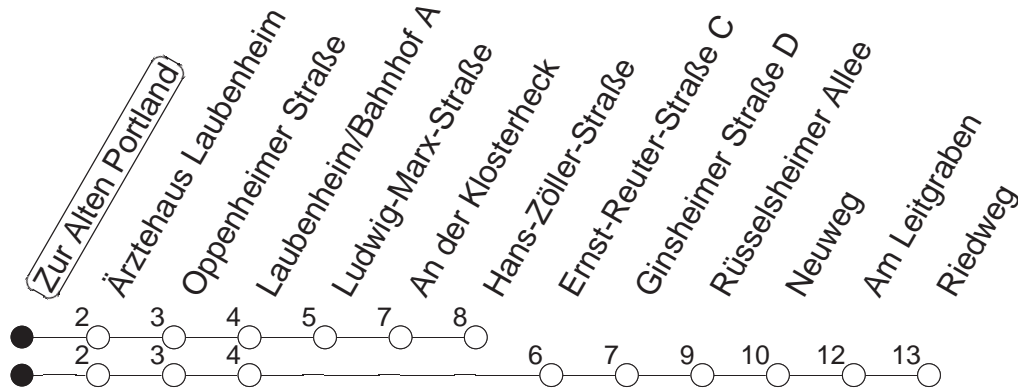 Zur Alten Portland
Ärztehaus Laubenheim
Oppenheimer Straße
Laubenheim/Bahnhof A
Ludwig-Marx-Straße
An der Klosterheck
Hans-Zöller-Straße
Ernst-Reuter-Straße C
Ginsheimer Straße D
Rüsselsheimer Allee
Neuweg
Am Leitgraben
Riedweg
2 3 4 5 7 8
2 3 4 6 7 9 10 12 13